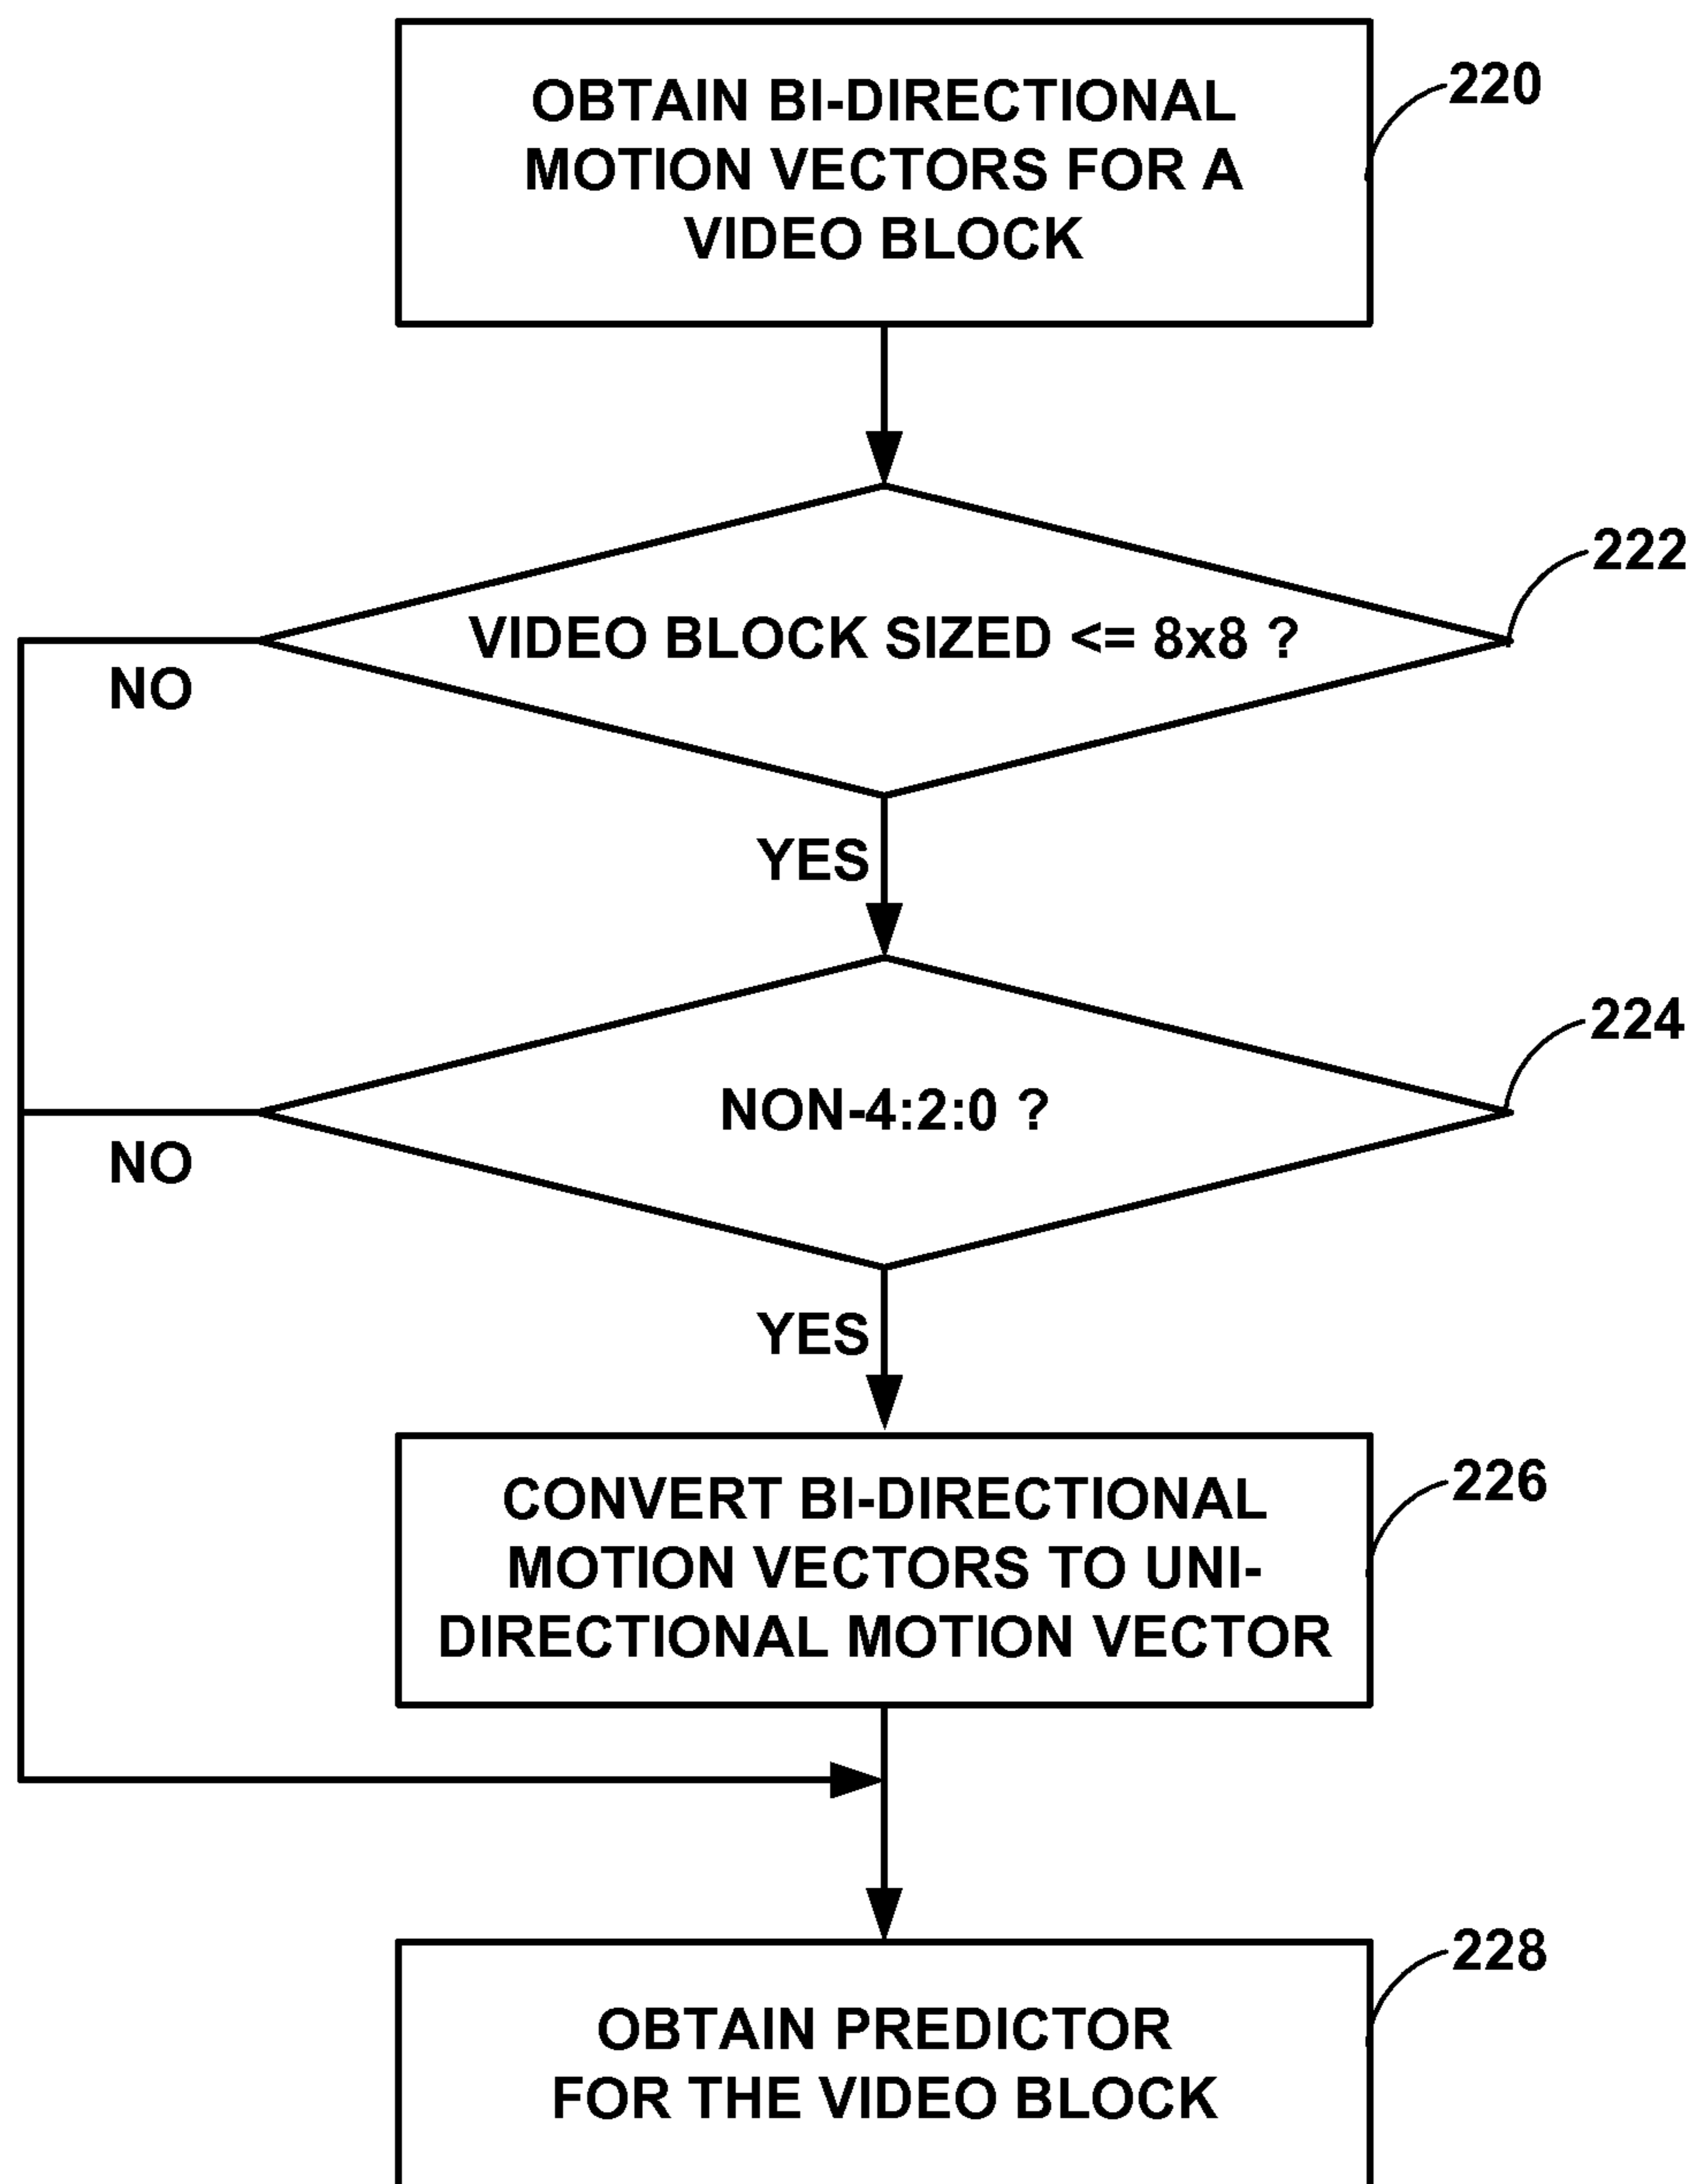 OBTAIN BI-DIRECTIONAL
MOTION VECTORS FOR A
VIDEO BLOCK
220
VIDEO BLOCK SIZED <= 8x8 ?
222
NO
YES
NON-4:2:0 ?
224
NO
YES
CONVERT BI-DIRECTIONAL
MOTION VECTORS TO UNI-
DIRECTIONAL MOTION VECTOR
226
OBTAIN PREDICTOR
FOR THE VIDEO BLOCK
228